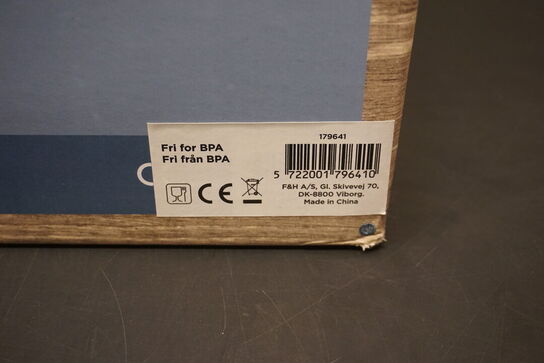 Fri for BPA
Fri från BPA
CE
179641
5 722001 796410
F&H A/S, Gl. Skivevej 70,
DK-8800 Viborg.
Made in China